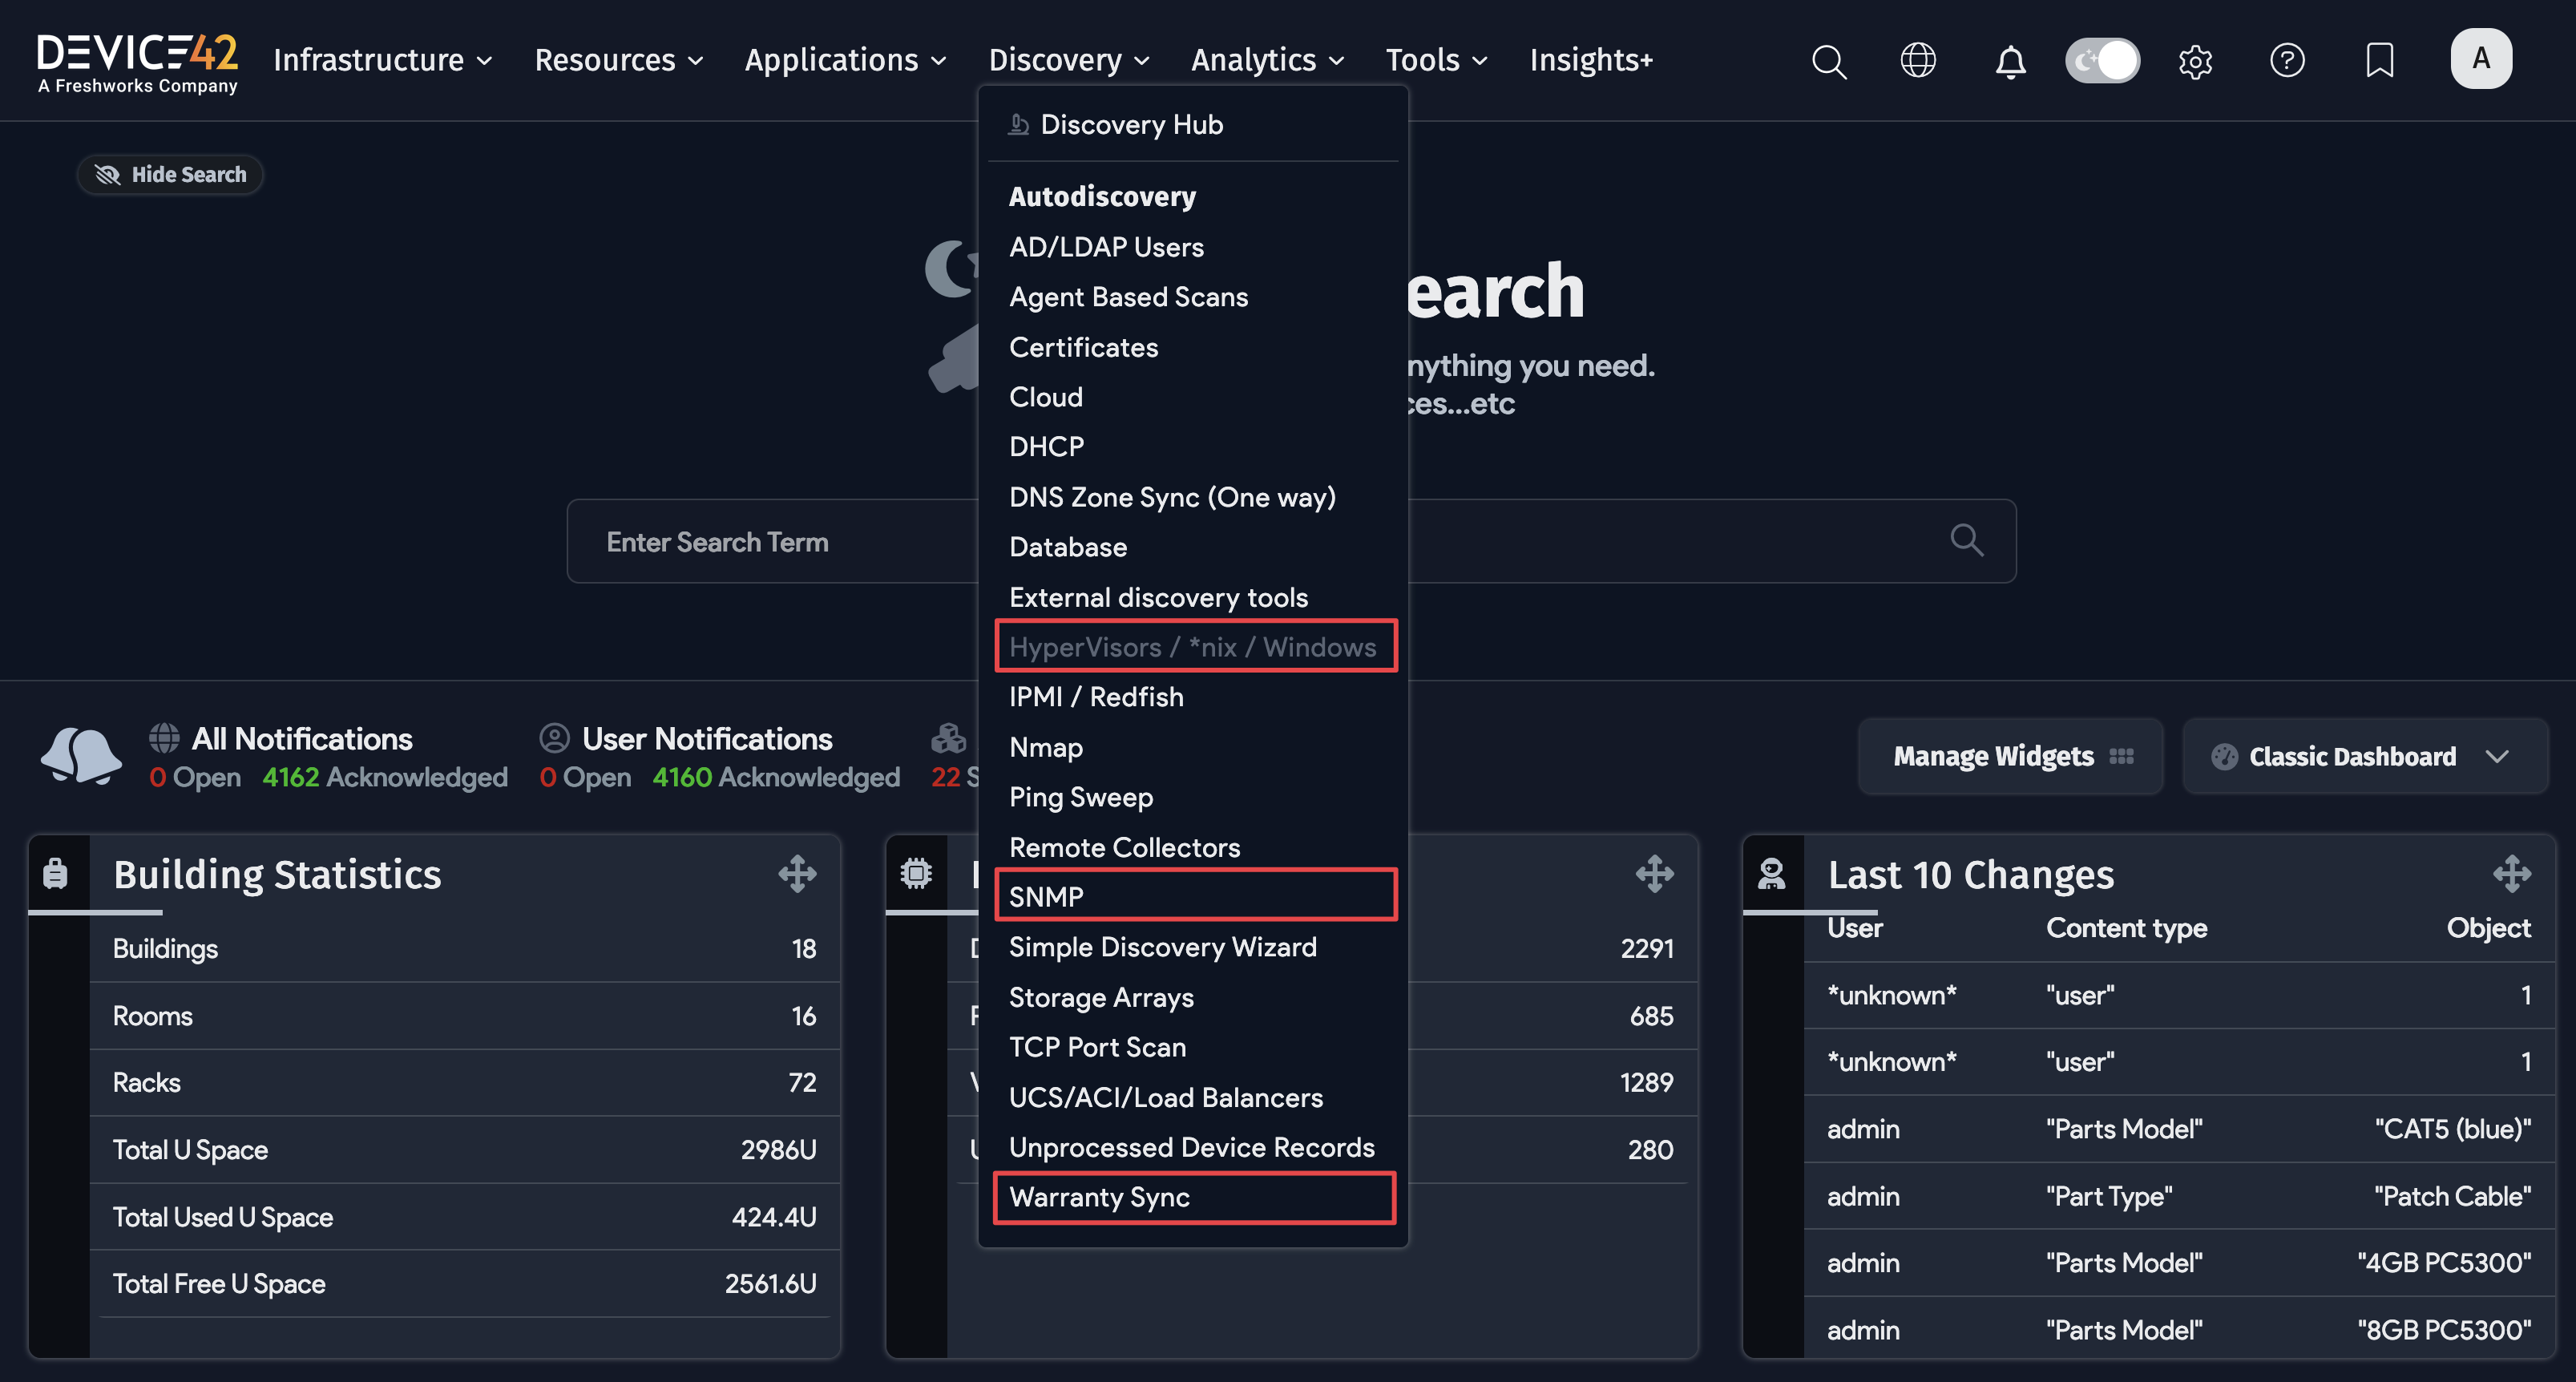 DEVICE42
A Freshworks Company
Infrastructure
Resources
Applications
Discovery
Analytics
Tools
Insights+
A
Hide Search
Discovery Hub
Autodiscovery
AD/LDAP Users
Agent Based Scans
Certificates
Cloud
DHCP
DNS Zone Sync (One way)
Database
External discovery tools
HyperVisors / *nix / Windows
IPMI / Redfish
Nmap
Ping Sweep
Remote Collectors
SNMP
Simple Discovery Wizard
Storage Arrays
TCP Port Scan
UCS/ACI/Load Balancers
Unprocessed Device Records
Warranty Sync
earch
nything you need.
ces...etc
Enter Search Term
All Notifications
0 Open 4162 Acknowledged
User Notifications
0 Open 4160 Acknowledged
22 S
Manage Widgets
Classic Dashboard
Building Statistics
Buildings 18
Rooms 16
Racks 72
Total U Space 2986U
Total Used U Space 424.4U
Total Free U Space 2561.6U
2291
685
1289
280
Last 10 Changes
User Content type Object
*unknown* "user" 1
*unknown* "user" 1
admin "Parts Model" "CAT5 (blue)"
admin "Part Type" "Patch Cable"
admin "Parts Model" "4GB PC5300"
admin "Parts Model" "8GB PC5300"